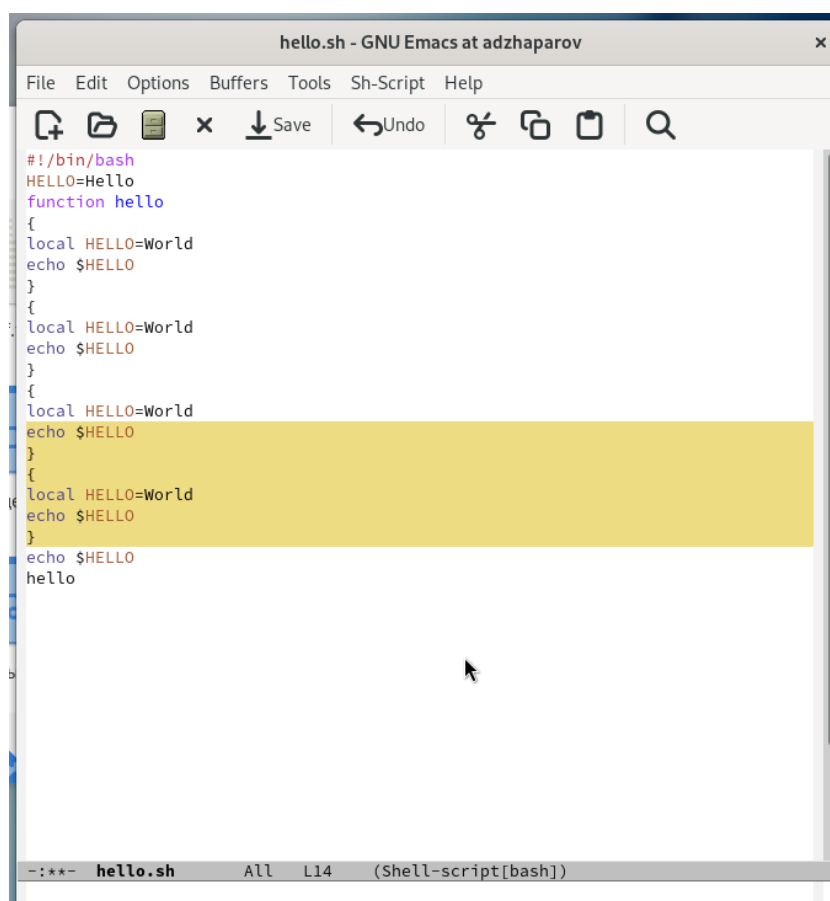 hello.sh - GNU Emacs at adzhaparov
File Edit Options Buffers Tools Sh-Script Help
Save Undo
#!/bin/bash
HELLO=Hello
function hello
{
local HELLO=World
echo $HELLO
}
{
local HELLO=World
echo $HELLO
}
{
local HELLO=World
echo $HELLO
}
{
local HELLO=World
echo $HELLO
}
echo $HELLO
hello
-:**- hello.sh All L14 (Shell-script[bash])